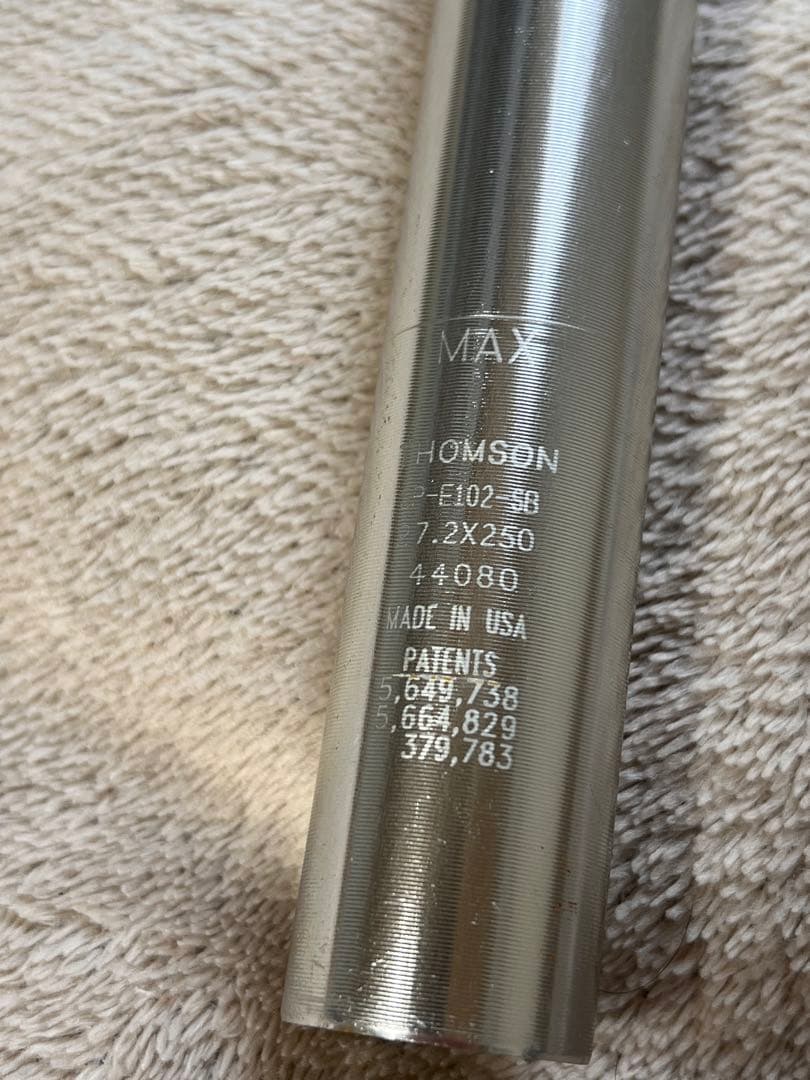 MAX
HOMSON
P-E102-SB
7.2X250
44080
MADE IN USA
PATENTS
5,649,738
5,664,829
379,783